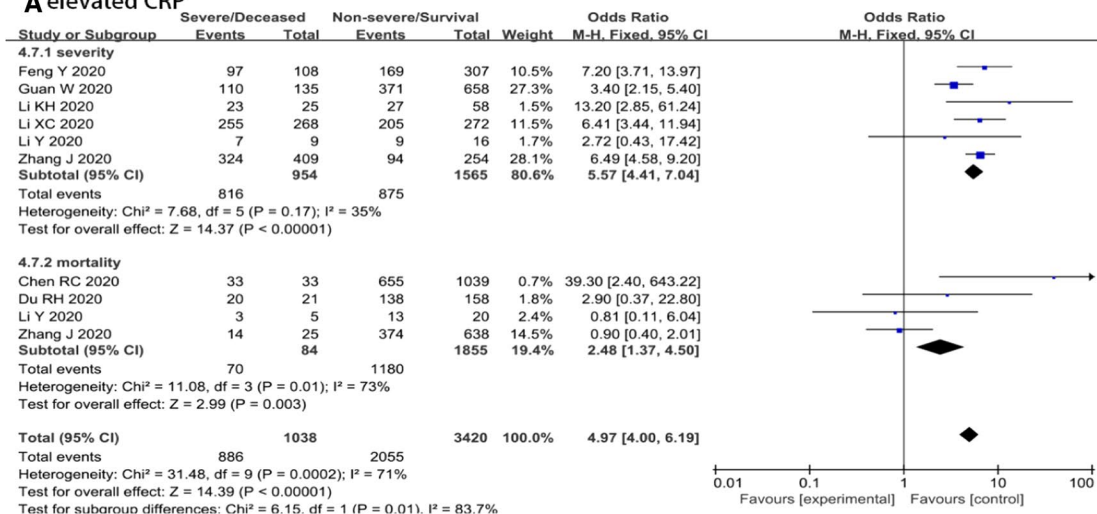 A elevated CRP
Severe/Deceased Non-severe/Survival Odds Ratio Odds Ratio
Study or Subgroup Events Total Events Total Weight M-H, Fixed, 95% CI M-H, Fixed, 95% CI
4.7.1 severity
Feng Y 2020 97 108 169 307 10.5% 7.20 [3.71, 13.97]
Guan W 2020 110 135 371 658 27.3% 3.40 [2.15, 5.40]
Li KH 2020 23 25 27 58 1.5% 13.20 [2.85, 61.24]
Li XC 2020 255 268 205 272 11.5% 6.41 [3.44, 11.94]
Li Y 2020 7 9 9 16 1.7% 2.72 [0.43, 17.42]
Zhang J 2020 324 409 94 254 28.1% 6.49 [4.58, 9.20]
Subtotal (95% CI) 954 1565 80.6% 5.57 [4.41, 7.04]
Total events 816 875
Heterogeneity: Chi² = 7.68, df = 5 (P = 0.17); I² = 35%
Test for overall effect: Z = 14.37 (P < 0.00001)
4.7.2 mortality
Chen RC 2020 33 33 655 1039 0.7% 39.30 [2.40, 643.22]
Du RH 2020 20 21 138 158 1.8% 2.90 [0.37, 22.80]
Li Y 2020 3 5 13 20 2.4% 0.81 [0.11, 6.04]
Zhang J 2020 14 25 374 638 14.5% 0.90 [0.40, 2.01]
Subtotal (95% CI) 84 1855 19.4% 2.48 [1.37, 4.50]
Total events 70 1180
Heterogeneity: Chi² = 11.08, df = 3 (P = 0.01); I² = 73%
Test for overall effect: Z = 2.99 (P = 0.003)
Total (95% CI) 1038 3420 100.0% 4.97 [4.00, 6.19]
Total events 886 2055
Heterogeneity: Chi² = 31.48, df = 9 (P = 0.0002); I² = 71%
Test for overall effect: Z = 14.39 (P < 0.00001)
Test for subgroup differences: Chi² = 6.15, df = 1 (P = 0.01), I² = 83.7%
0.01 0.1 1 10 100
Favours [experimental] Favours [control]